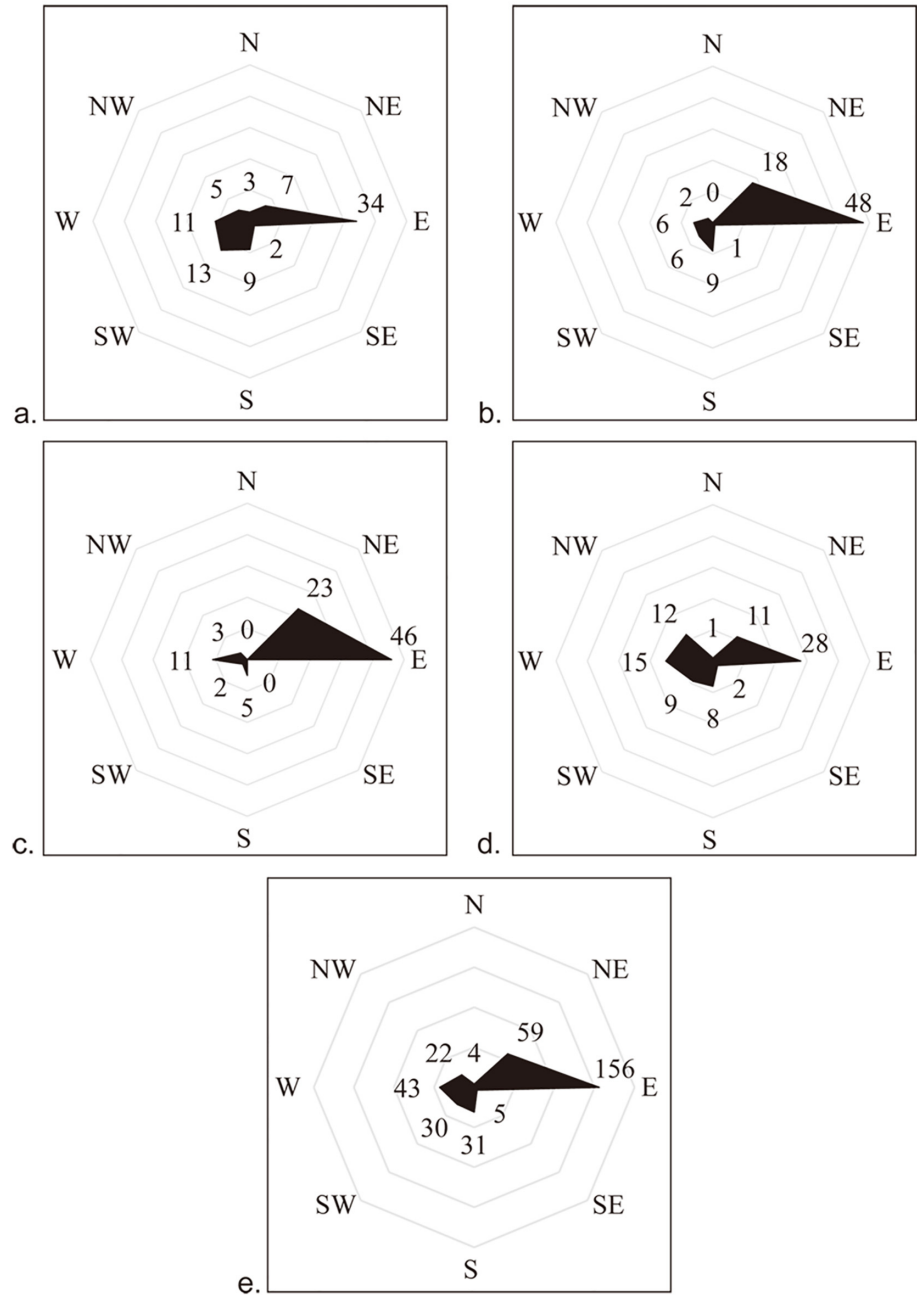 N N
NW NE NW NE
5 3 7 2 0 18
W 11 34 E W 6 48 E
13 9 2 6 9 1
SW SE SW SE
a. S b. S
N N
NW NE NW NE
3 0 23 12 1 11
W 11 46 E W 15 28 E
2 5 0 9 8 2
SW SE SW SE
c. S d. S
N
NW NE
22 4 59
W 43 156 E
30 31 5
SW SE
e. S